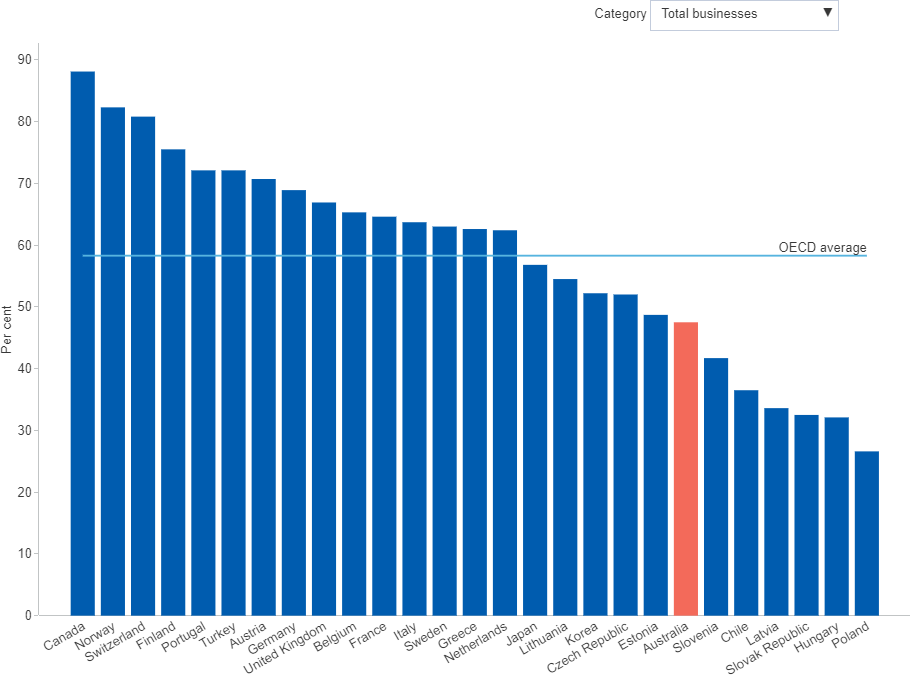 Category Total businesses ▼
90
80
70
60
50
40
30
20
10
0
Per cent
OECD average
Canada
Norway
Switzerland
Finland
Portugal
Turkey
Austria
Germany
United Kingdom
Belgium
France
Italy
Sweden
Greece
Netherlands
Japan
Lithuania
Korea
Czech Republic
Estonia
Australia
Slovenia
Chile
Latvia
Slovak Republic
Hungary
Poland